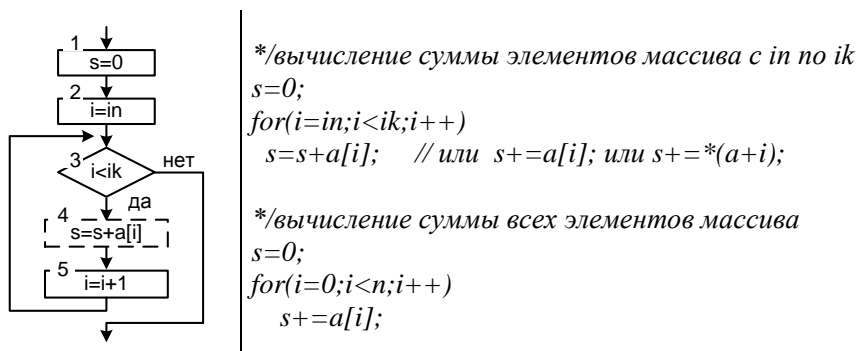 1
s=0
2
i=in
3
i<ik
нет
да
4
s=s+a[i]
5
i=i+1
*/вычисление суммы элементов массива с in по ik
s=0;
for(i=in;i<ik;i++)
s=s+a[i]; // или s+=a[i]; или s+=*(a+i);
*/вычисление суммы всех элементов массива
s=0;
for(i=0;i<n;i++)
s+=a[i];